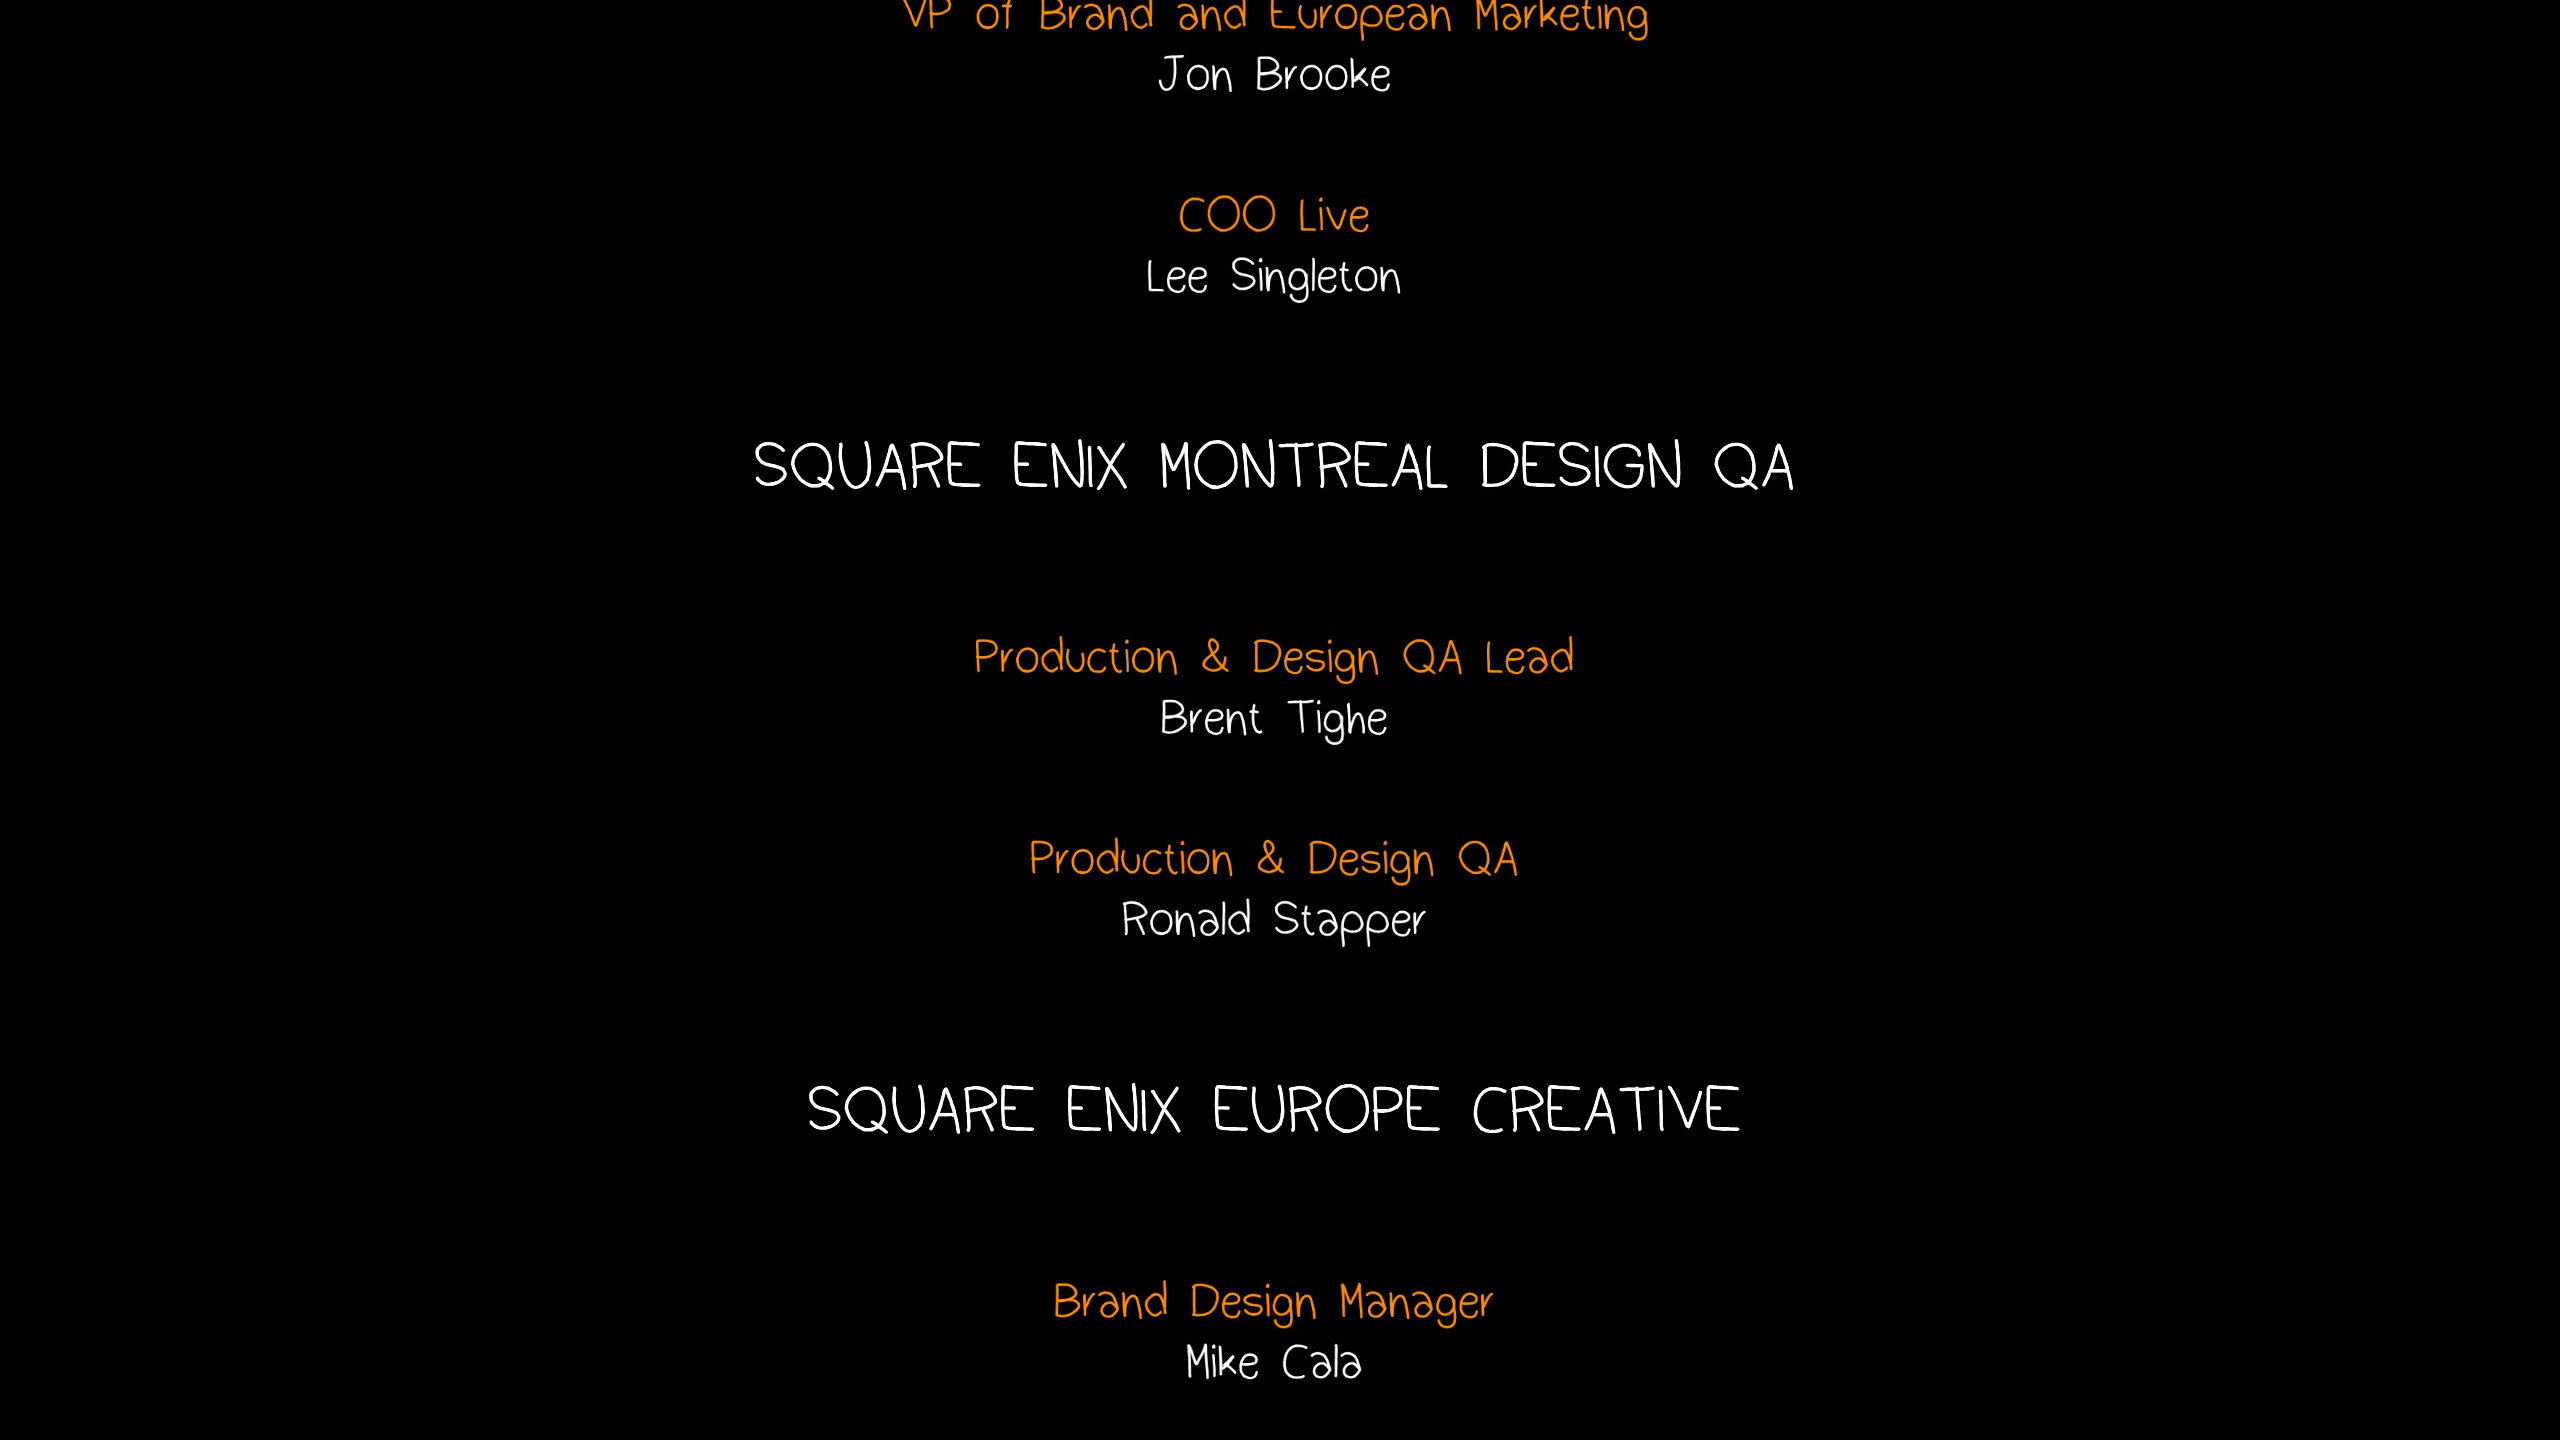 VP of Brand and European Marketing
Jon Brooke
COO Live
Lee Singleton
SQUARE ENIX MONTREAL DESIGN QA
Production & Design QA Lead
Brent Tighe
Production & Design QA
Ronald Stapper
SQUARE ENIX EUROPE CREATIVE
Brand Design Manager
Mike Cala